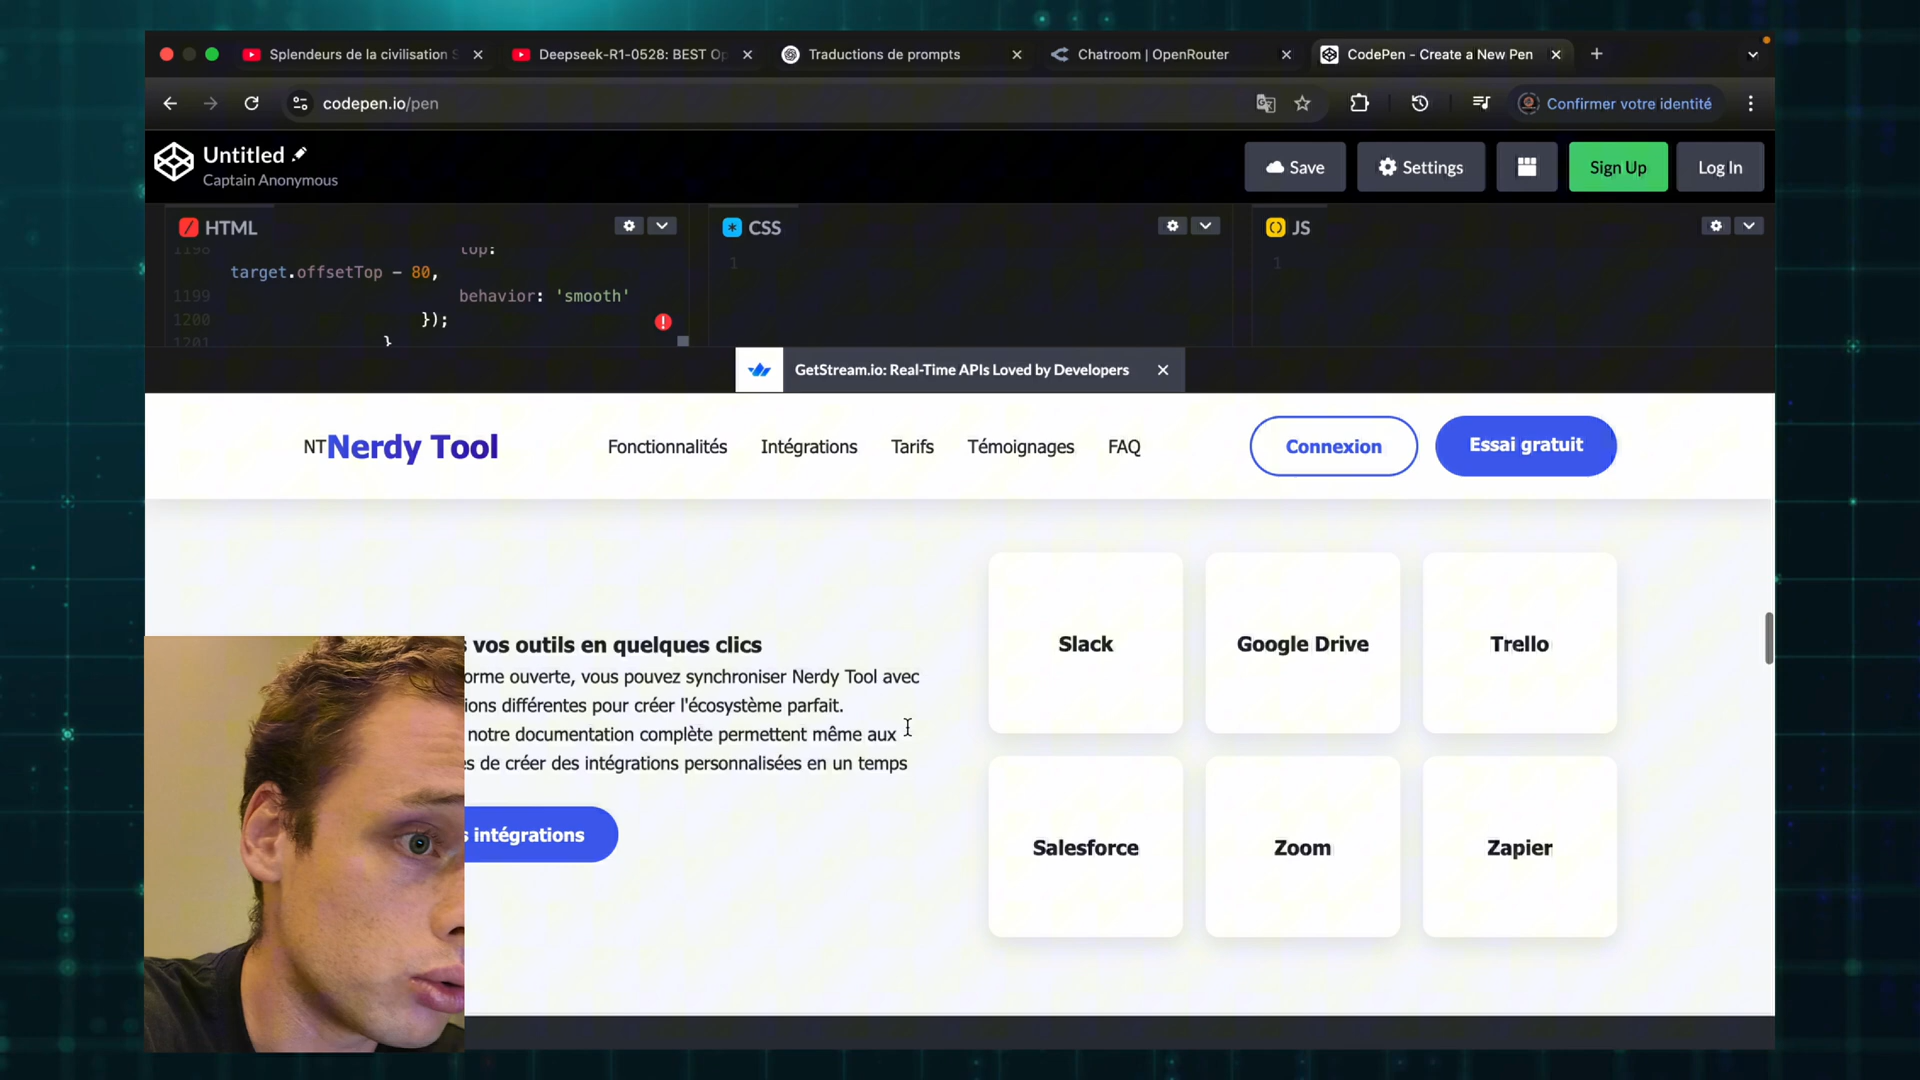 Splendeurs de la civilisation S
Deepseek-R1-0528: BEST Op
Traductions de prompts
Chatroom | OpenRouter
CodePen - Create a New Pen
codepen.io/pen
Confirmer votre identité
Untitled
Captain Anonymous
Save
Settings
Sign Up
Log In
HTML
CSS
JS
1198 top:
target.offsetTop - 80,
1199 behavior: 'smooth'
1200 });
1201 }
1
1
GetStream.io: Real-Time APIs Loved by Developers
NT Nerdy Tool
Fonctionnalités
Intégrations
Tarifs
Témoignages
FAQ
Connexion
Essai gratuit
s vos outils en quelques clics
orme ouverte, vous pouvez synchroniser Nerdy Tool avec
ions différentes pour créer l'écosystème parfait.
notre documentation complète permettent même aux
s de créer des intégrations personnalisées en un temps
s intégrations
Slack
Google Drive
Trello
Salesforce
Zoom
Zapier